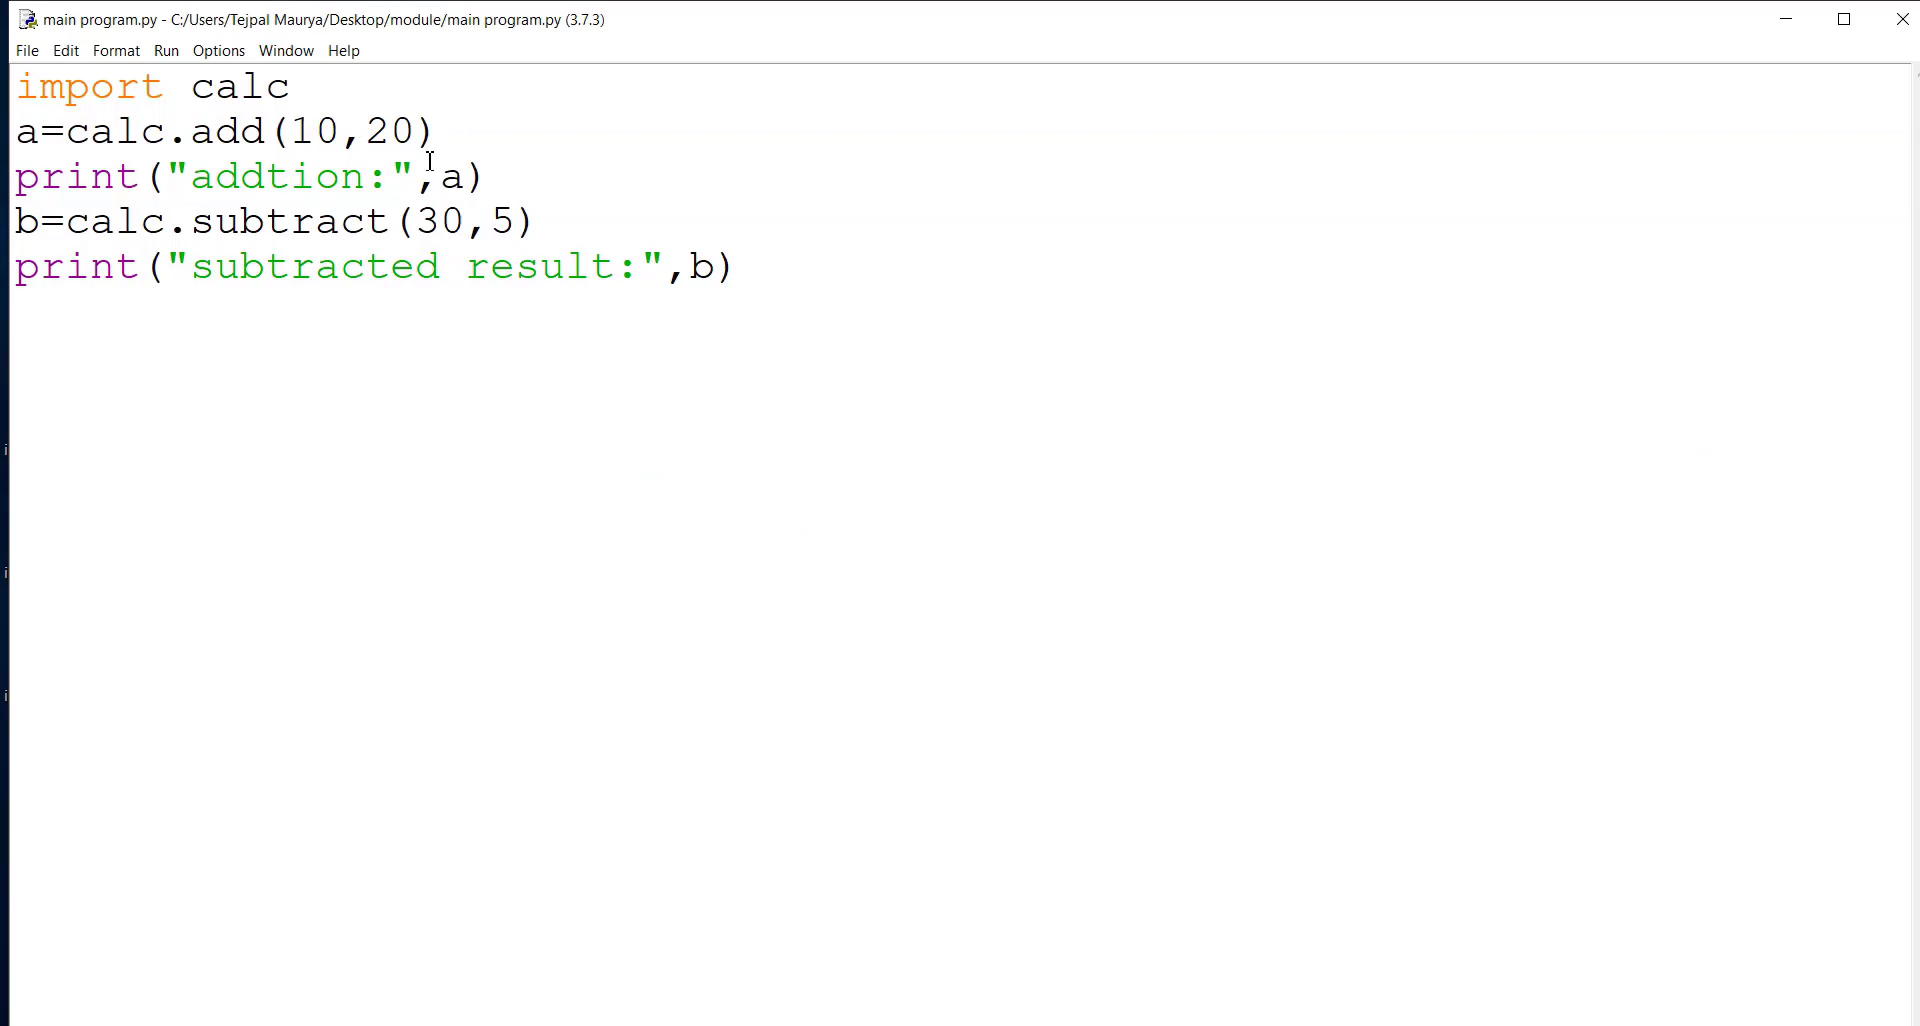 main program.py - C:/Users/Tejpal Maurya/Desktop/module/main program.py (3.7.3)
File Edit Format Run Options Window Help
import calc
a=calc.add(10,20)
print("addtion:",a)
b=calc.subtract(30,5)
print("subtracted result:",b)
i
i
i